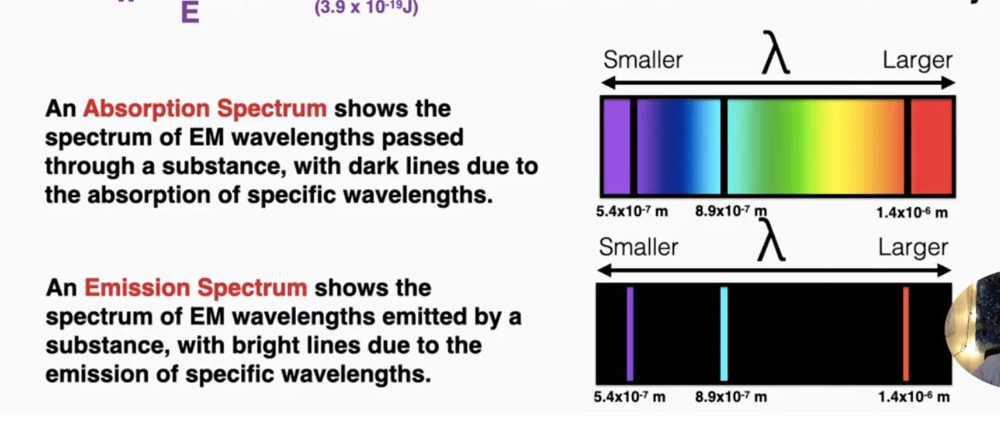 E
(3.9 x 10⁻¹⁹J)
Smaller λ Larger
An Absorption Spectrum shows the
spectrum of EM wavelengths passed
through a substance, with dark lines due to
the absorption of specific wavelengths.
5.4x10⁻⁷ m 8.9x10⁻⁷ m 1.4x10⁻⁶ m
Smaller λ Larger
An Emission Spectrum shows the
spectrum of EM wavelengths emitted by a
substance, with bright lines due to the
emission of specific wavelengths.
5.4x10⁻⁷ m 8.9x10⁻⁷ m 1.4x10⁻⁶ m